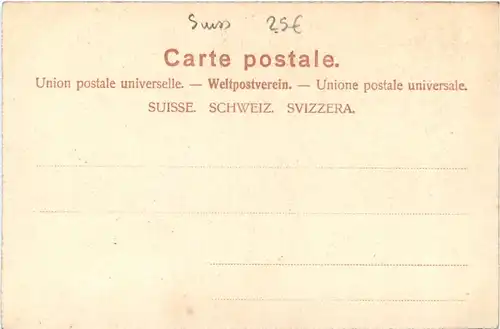 Suiss 25€
Carte postale.
Union postale universelle. — Weltpostverein. — Unione postale universale.
SUISSE. SCHWEIZ. SVIZZERA.